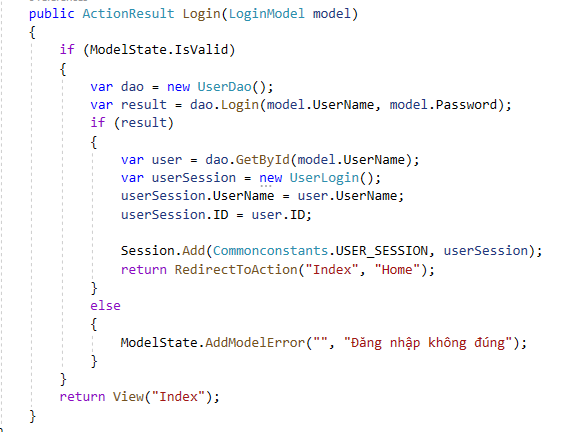 public ActionResult Login(LoginModel model)
{
if (ModelState.IsValid)
{
var dao = new UserDao();
var result = dao.Login(model.UserName, model.Password);
if (result)
{
var user = dao.GetById(model.UserName);
var userSession = new UserLogin();
userSession.UserName = user.UserName;
userSession.ID = user.ID;
Session.Add(Commonconstants.USER_SESSION, userSession);
return RedirectToAction("Index", "Home");
}
else
{
ModelState.AddModelError("", "Đăng nhập không đúng");
}
}
return View("Index");
}